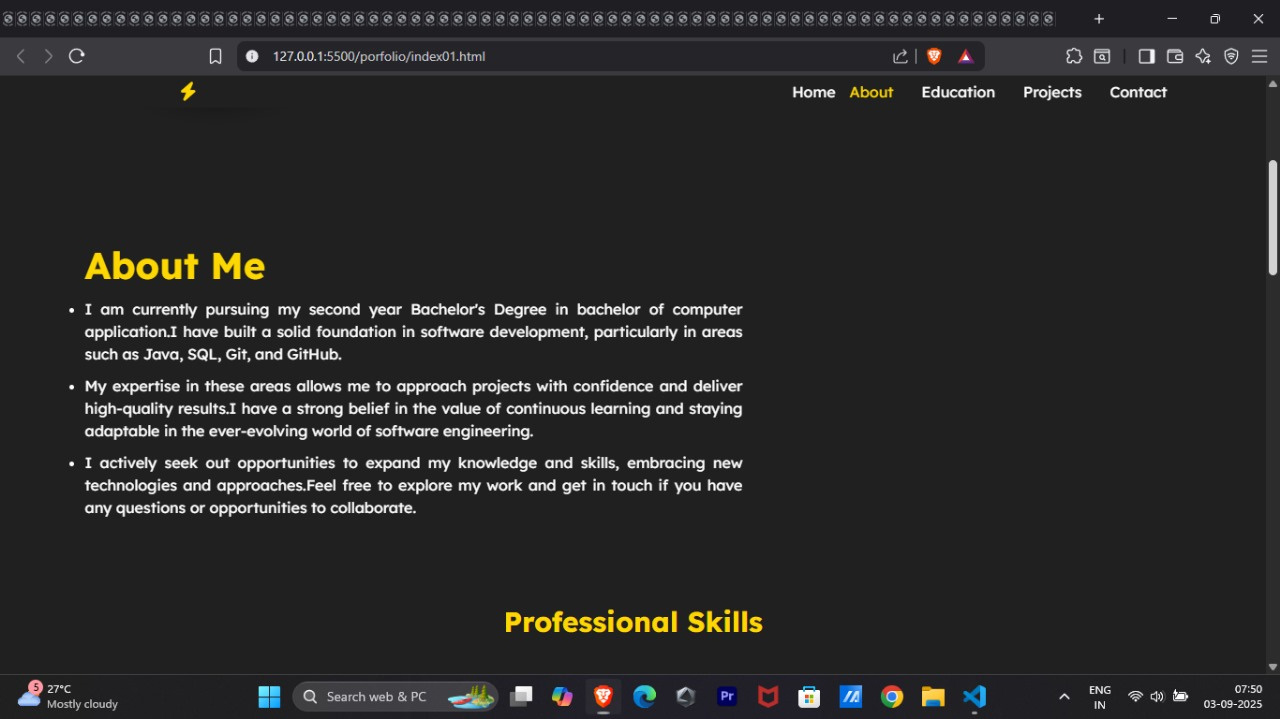 127.0.0.1:5500/porfolio/index01.html
Home About Education Projects Contact
About Me
• I am currently pursuing my second year Bachelor's Degree in bachelor of computer
application.I have built a solid foundation in software development, particularly in areas
such as Java, SQL, Git, and GitHub.
• My expertise in these areas allows me to approach projects with confidence and deliver
high-quality results.I have a strong belief in the value of continuous learning and staying
adaptable in the ever-evolving world of software engineering.
• I actively seek out opportunities to expand my knowledge and skills, embracing new
technologies and approaches.Feel free to explore my work and get in touch if you have
any questions or opportunities to collaborate.
Professional Skills
5
27°C
Mostly cloudy
Search web & PC
Pr
ENG
IN
07:50
03-09-2025